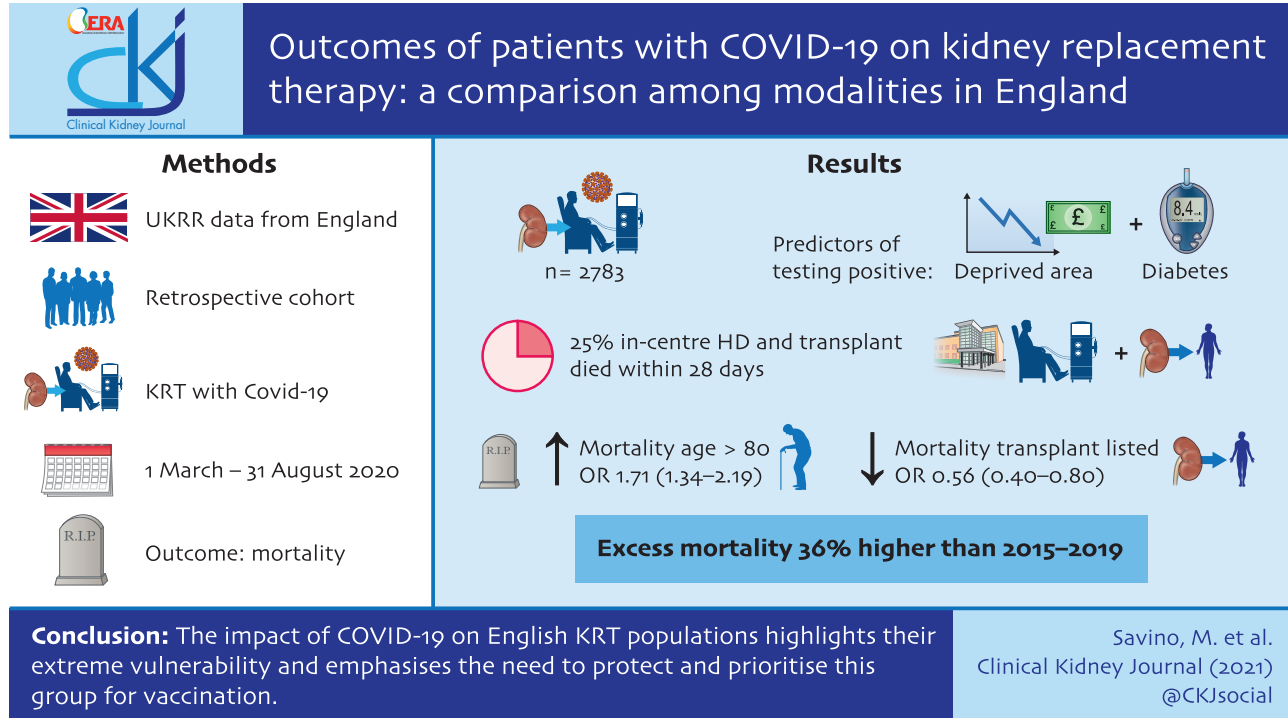 ERA
ckj
Clinical Kidney Journal
Outcomes of patients with COVID-19 on kidney replacement
therapy: a comparison among modalities in England
Methods
UKRR data from England
Retrospective cohort
KRT with Covid-19
1 March – 31 August 2020
R.I.P.
Outcome: mortality
Results
n= 2783
Predictors of
testing positive:
£ £
£
£ £
Deprived area
+
8.4
Diabetes
25% in-centre HD and transplant
died within 28 days
+
R.I.P.
Mortality age > 80
OR 1.71 (1.34–2.19)
Mortality transplant listed
OR 0.56 (0.40–0.80)
Excess mortality 36% higher than 2015–2019
Conclusion: The impact of COVID-19 on English KRT populations highlights their
extreme vulnerability and emphasises the need to protect and prioritise this
group for vaccination.
Savino, M. et al.
Clinical Kidney Journal (2021)
@CKJsocial